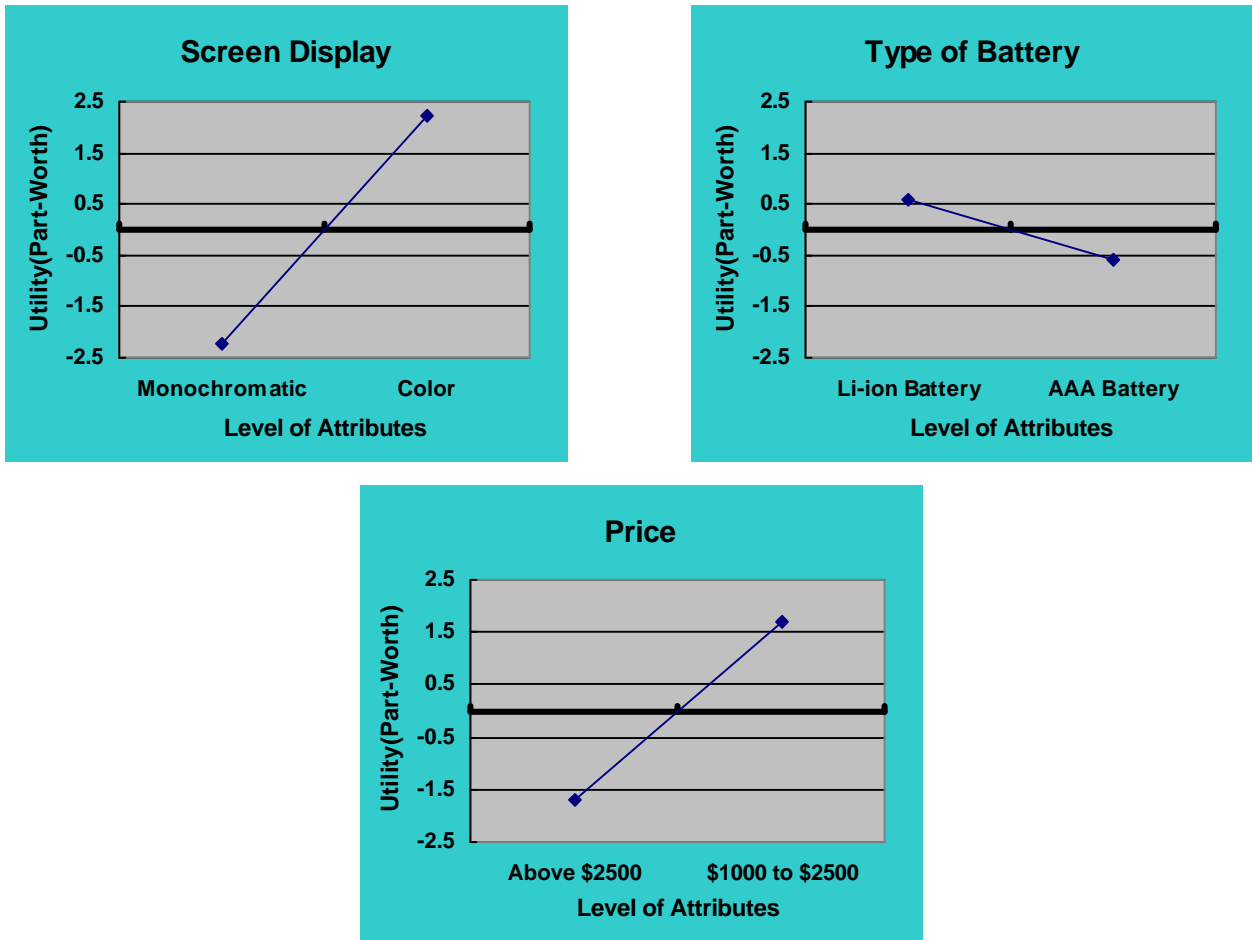 Screen Display
Utility(Part-Worth)
2.5
1.5
0.5
-0.5
-1.5
-2.5
Monochromatic Color
Level of Attributes
Type of Battery
Utility(Part-Worth)
2.5
1.5
0.5
-0.5
-1.5
-2.5
Li-ion Battery AAA Battery
Level of Attributes
Price
Utility(Part-Worth)
2.5
1.5
0.5
-0.5
-1.5
-2.5
Above $2500 $1000 to $2500
Level of Attributes